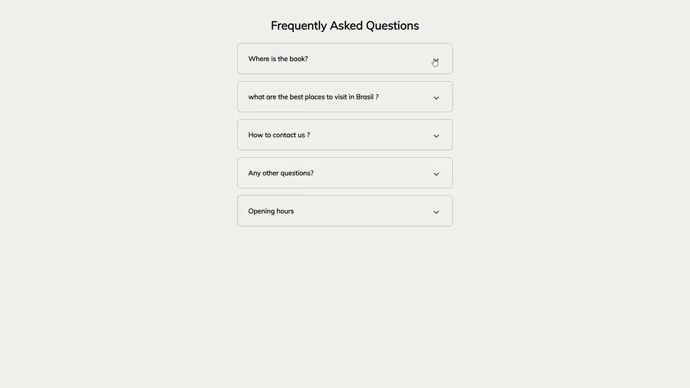 Frequently Asked Questions
Where is the book?
what are the best places to visit in Brasil ?
How to contact us ?
Any other questions?
Opening hours